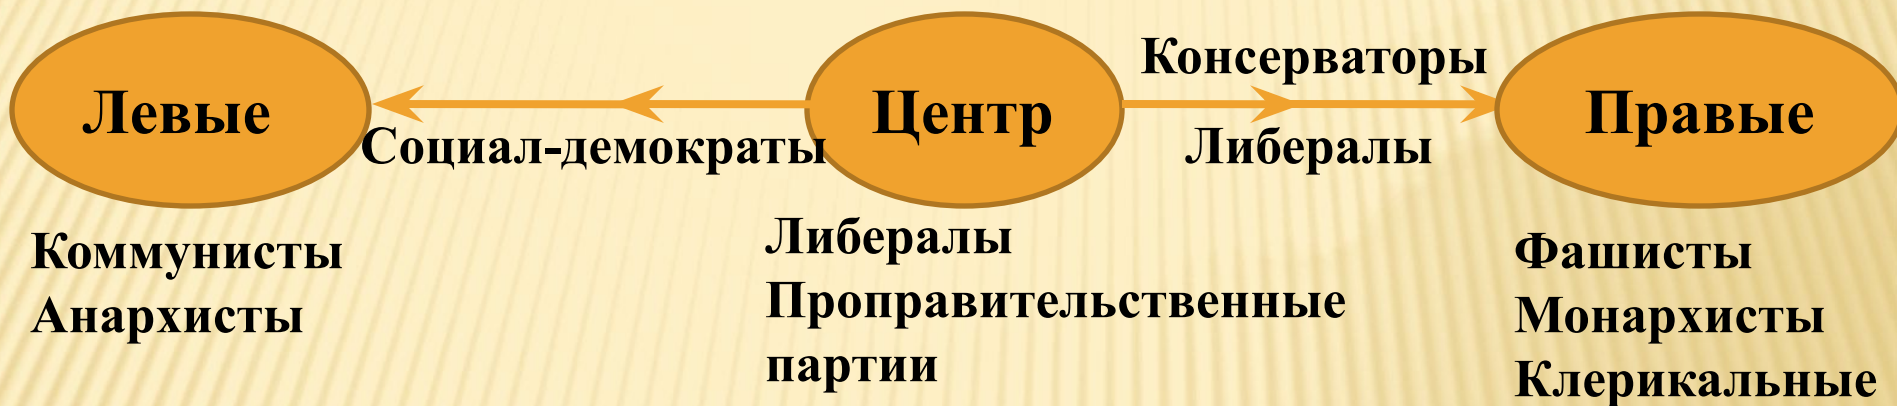 Левые
Социал-демократы
Центр
Консерваторы
Либералы
Правые
Коммунисты
Анархисты
Либералы
Проправительственные
партии
Фашисты
Монархисты
Клерикальные